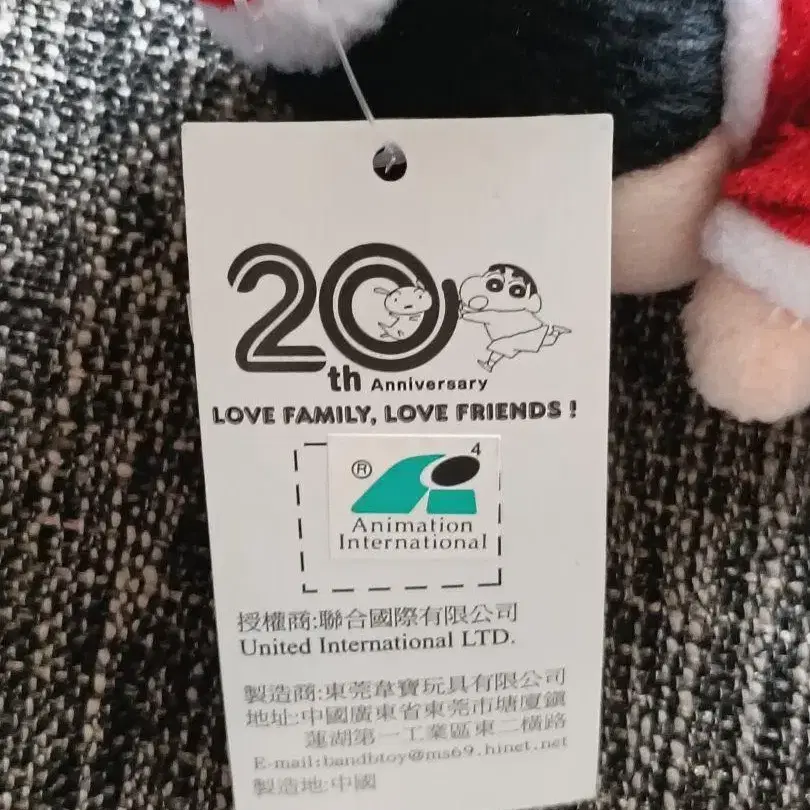 20
th Anniversary
LOVE FAMILY, LOVE FRIENDS !
® 4
Animation
International
授權商:聯合國際有限公司
United International LTD.
製造商:東莞韋寶玩具有限公司
地址:中國廣東省東莞市塘廈鎮
蓮湖第一工業區東二橫路
E-mail:bandbtoy@ms69.hinet.net
製造地:中國